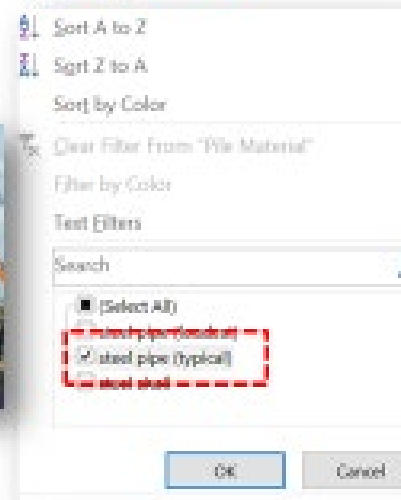 Sort A to Z
Sort Z to A
Sort by Color
Clear Filter From "Pile Material"
Filter by Color
Text Filters
Search
(Select All)
steel pipe (typical)
OK
Cancel